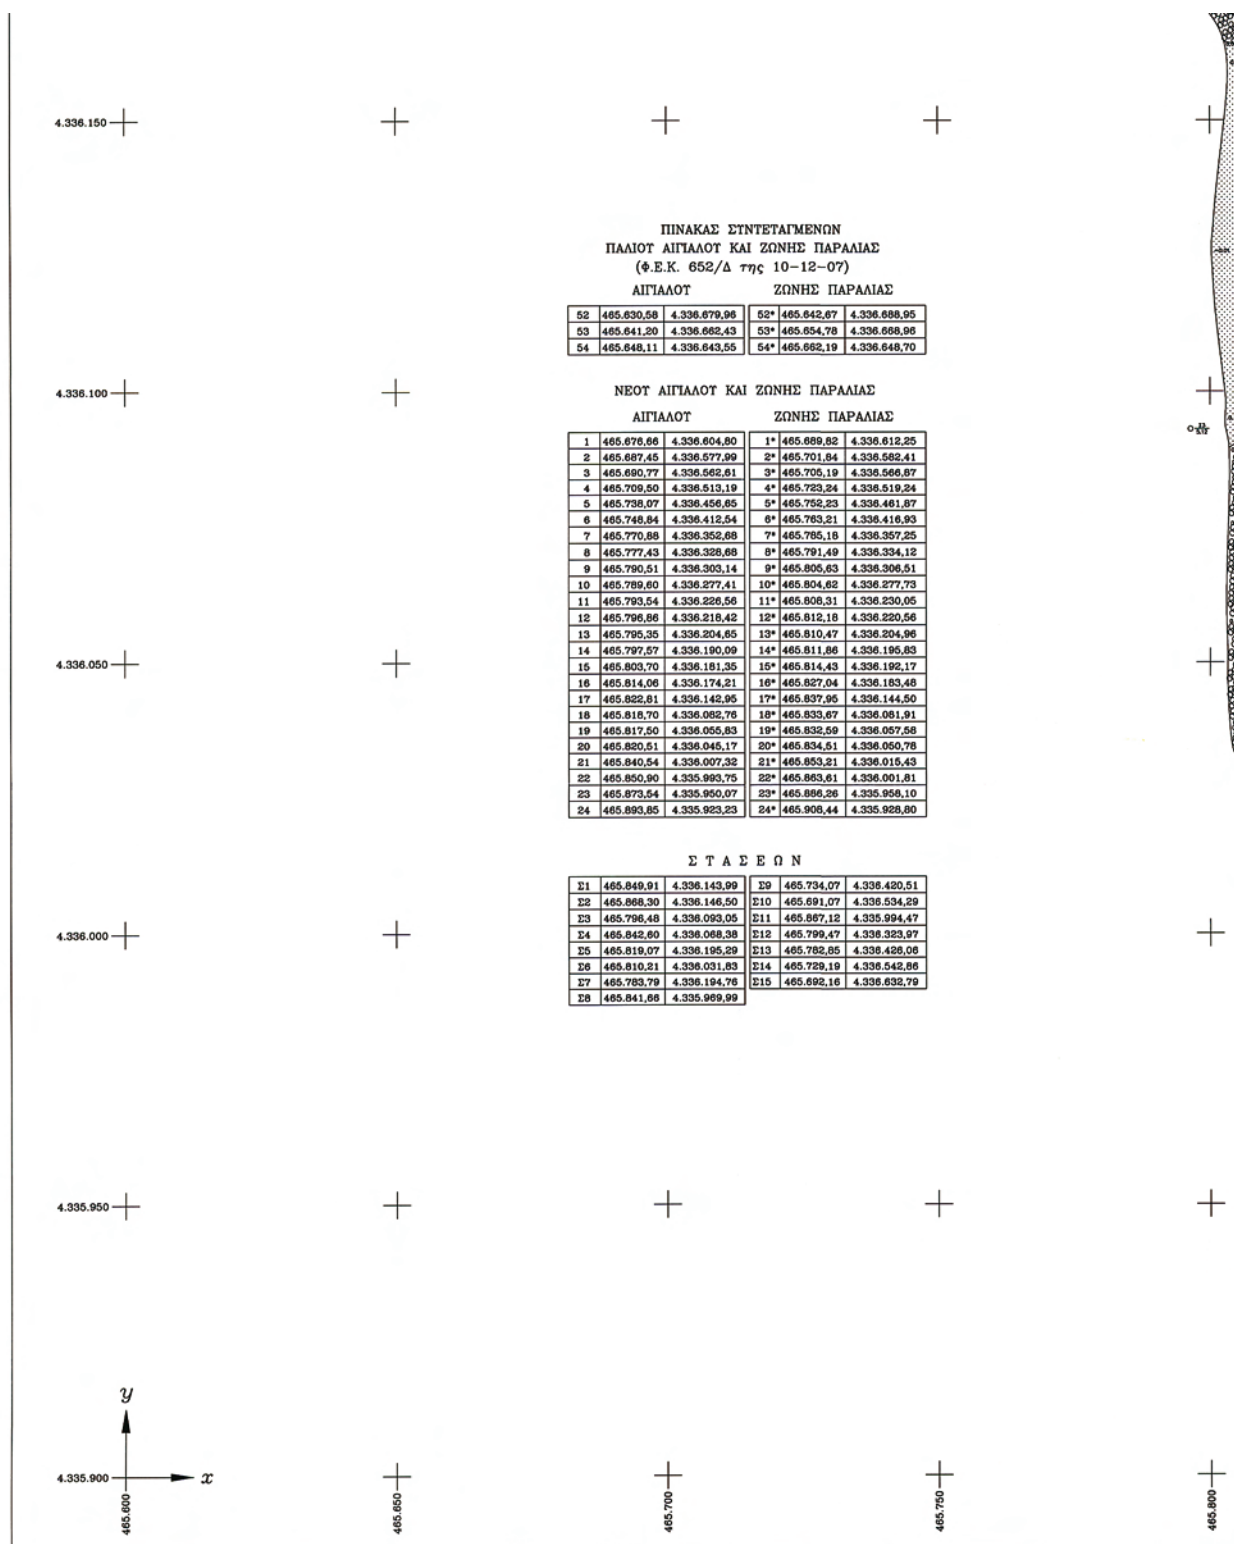 4.336.150
ΠΙΝΑΚΑΣ ΣΥΝΤΕΤΑΓΜΕΝΩΝ
ΠΑΛΙΟΥ ΑΙΓΙΑΛΟΥ ΚΑΙ ΖΩΝΗΣ ΠΑΡΑΛΙΑΣ
(Φ.Ε.Κ. 652/Δ της 10-12-07)
ΑΙΓΙΑΛΟΥ ΖΩΝΗΣ ΠΑΡΑΛΙΑΣ
52 465.630,58 4.336.679,96 52* 465.642,67 4.336.688,95
53 465.641,20 4.336.662,43 53* 465.654,78 4.336.668,96
54 465.648,11 4.336.643,55 54* 465.662,19 4.336.648,70
4.336.100
ΝΕΟΥ ΑΙΓΙΑΛΟΥ ΚΑΙ ΖΩΝΗΣ ΠΑΡΑΛΙΑΣ
ΑΙΓΙΑΛΟΥ ΖΩΝΗΣ ΠΑΡΑΛΙΑΣ
1 465.676,66 4.336.604,80 1* 465.689,82 4.336.612,25
2 465.687,45 4.336.577,99 2* 465.701,84 4.336.582,41
3 465.690,77 4.336.562,61 3* 465.705,19 4.336.566,87
4 465.709,50 4.336.513,19 4* 465.723,24 4.336.519,24
5 465.738,07 4.336.456,65 5* 465.752,23 4.336.461,87
6 465.748,84 4.336.412,54 6* 465.763,21 4.336.416,93
7 465.770,88 4.336.352,68 7* 465.785,18 4.336.357,25
8 465.777,43 4.336.328,68 8* 465.791,49 4.336.334,12
9 465.790,51 4.336.303,14 9* 465.805,63 4.336.306,51
10 465.789,60 4.336.277,41 10* 465.804,62 4.336.277,73
11 465.793,54 4.336.226,56 11* 465.808,31 4.336.230,05
12 465.796,86 4.336.218,42 12* 465.812,18 4.336.220,56
13 465.795,35 4.336.204,65 13* 465.810,47 4.336.204,96
14 465.797,57 4.336.190,09 14* 465.811,86 4.336.195,83
4.336.050
15 465.803,70 4.336.181,35 15* 465.814,43 4.336.192,17
16 465.814,06 4.336.174,21 16* 465.827,04 4.336.183,48
17 465.822,81 4.336.142,95 17* 465.837,95 4.336.144,50
18 465.818,70 4.336.082,76 18* 465.833,67 4.336.081,91
19 465.817,50 4.336.055,83 19* 465.832,59 4.336.057,58
20 465.820,51 4.336.045,17 20* 465.834,51 4.336.050,78
21 465.840,54 4.336.007,32 21* 465.853,21 4.336.015,43
22 465.850,90 4.335.993,75 22* 465.863,61 4.336.001,81
23 465.873,54 4.335.950,07 23* 465.886,26 4.335.958,10
24 465.893,85 4.335.923,23 24* 465.906,44 4.335.928,80
ΣΤΑΣΕΩΝ
Σ1 465.849,91 4.336.143,99 Σ9 465.734,07 4.336.420,51
Σ2 465.868,30 4.336.146,50 Σ10 465.691,07 4.336.534,29
Σ3 465.796,48 4.336.093,05 Σ11 465.867,12 4.335.994,47
Σ4 465.842,60 4.336.068,38 Σ12 465.799,47 4.336.323,97
4.336.000
Σ5 465.819,07 4.336.195,29 Σ13 465.782,85 4.336.426,06
Σ6 465.810,21 4.336.031,83 Σ14 465.729,19 4.336.542,86
Σ7 465.783,79 4.336.194,76 Σ15 465.692,16 4.336.632,79
Σ8 465.841,66 4.335.969,99
4.335.950
y
4.335.900
x
465.600 465.650 465.700 465.750 465.800